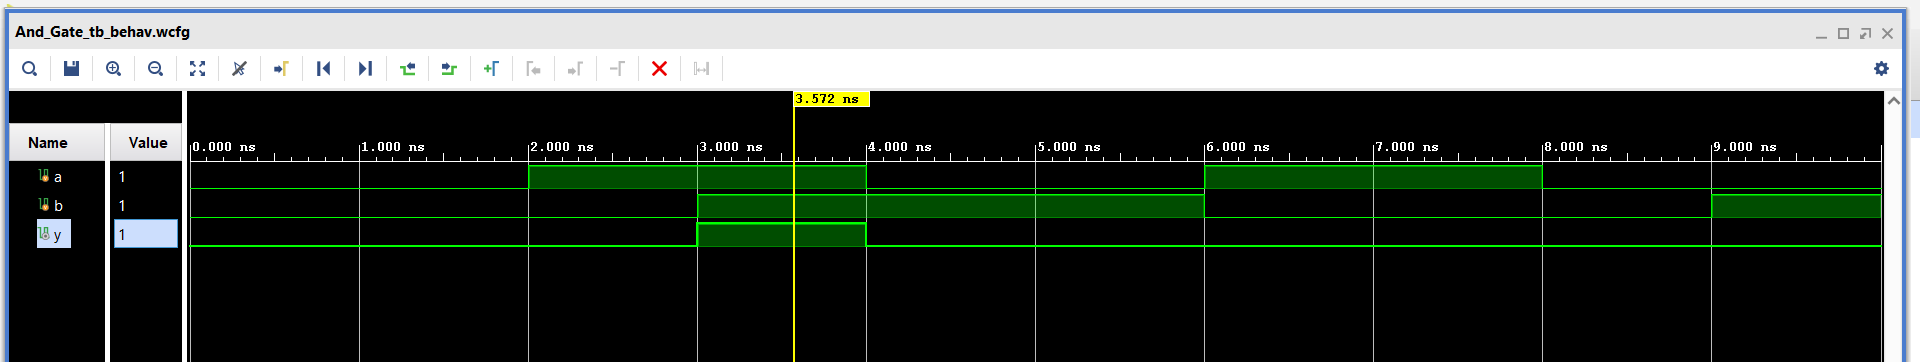 And_Gate_tb_behav.wcfg
3.572 ns
Name Value
0.000 ns 1.000 ns 2.000 ns 3.000 ns 4.000 ns 5.000 ns 6.000 ns 7.000 ns 8.000 ns 9.000 ns
a 1
b 1
y 1